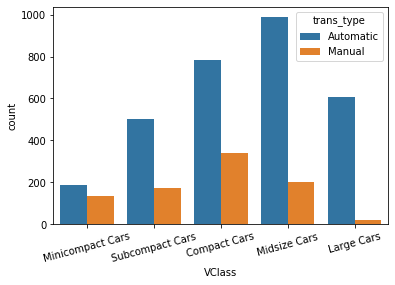 1000
800
600
400
200
0
count
trans_type
Automatic
Manual
Minicompact Cars
Subcompact Cars
Compact Cars
Midsize Cars
Large Cars
VClass